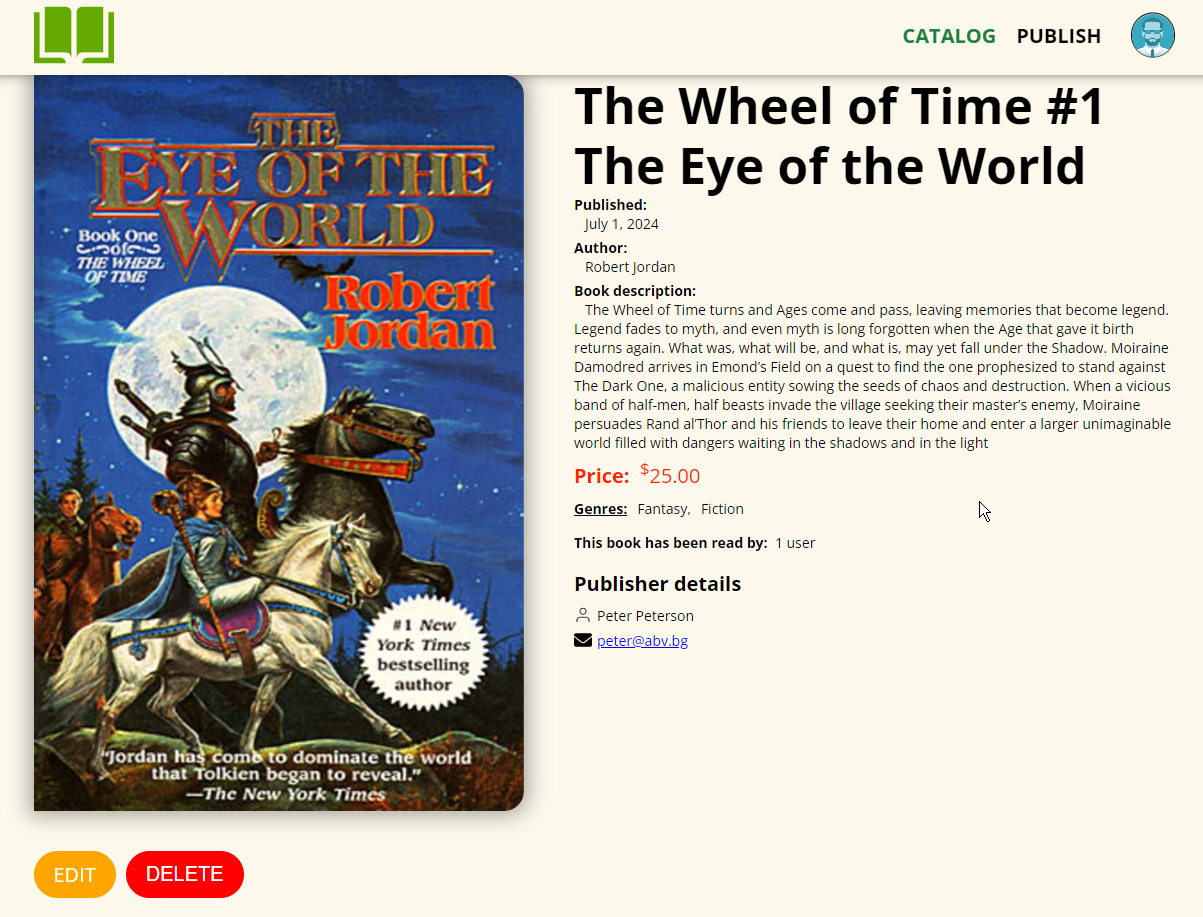 CATALOG PUBLISH
THE
EYE OF THE
WORLD
Book One
of
THE WHEEL
OF TIME
Robert
Jordan
#1 New
York Times
bestselling
author
"Jordan has come to dominate the world
that Tolkien began to reveal."
—The New York Times
The Wheel of Time #1
The Eye of the World
Published:
July 1, 2024
Author:
Robert Jordan
Book description:
The Wheel of Time turns and Ages come and pass, leaving memories that become legend.
Legend fades to myth, and even myth is long forgotten when the Age that gave it birth
returns again. What was, what will be, and what is, may yet fall under the Shadow. Moiraine
Damodred arrives in Emond’s Field on a quest to find the one prophesized to stand against
The Dark One, a malicious entity sowing the seeds of chaos and destruction. When a vicious
band of half-men, half beasts invade the village seeking their master’s enemy, Moiraine
persuades Rand al’Thor and his friends to leave their home and enter a larger unimaginable
world filled with dangers waiting in the shadows and in the light
Price: $25.00
Genres: Fantasy, Fiction
This book has been read by: 1 user
Publisher details
Peter Peterson
peter@abv.bg
EDIT DELETE